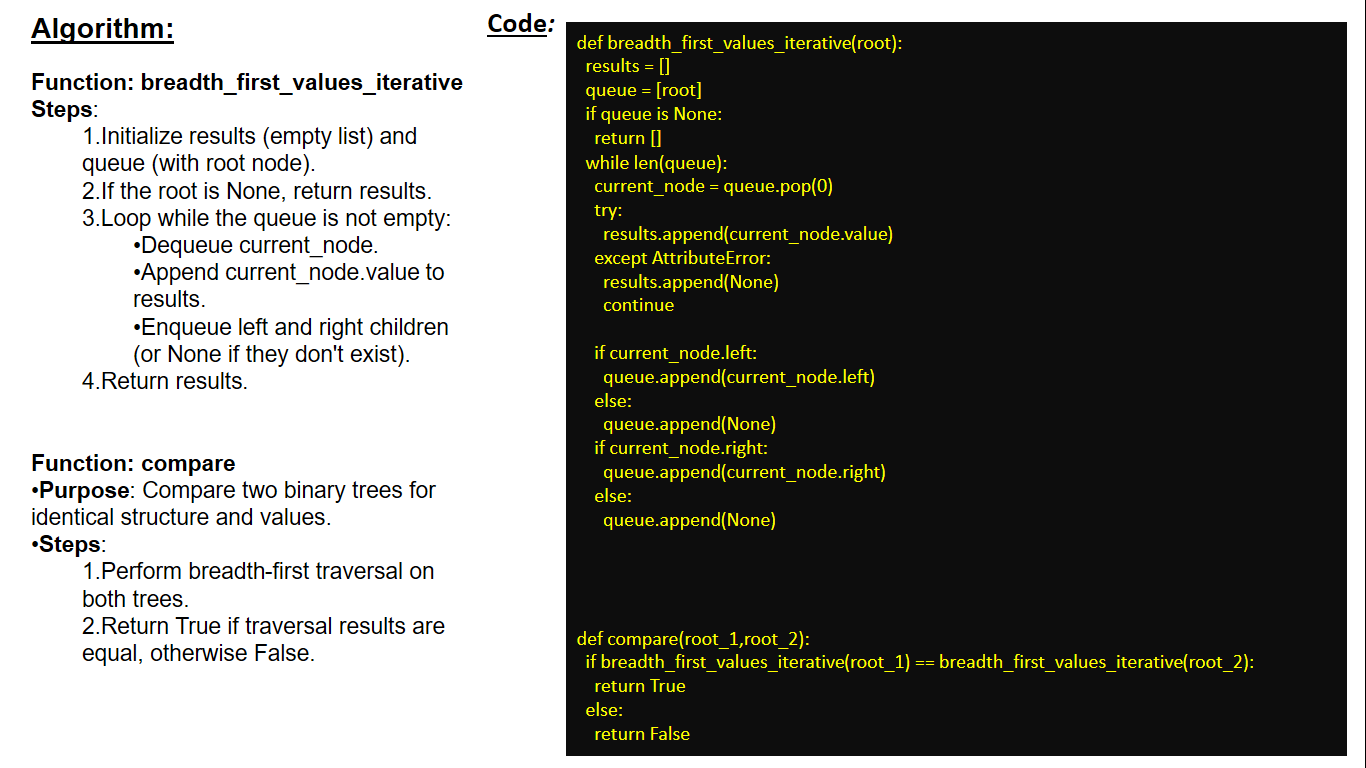 Algorithm:
Function: breadth_first_values_iterative
Steps:
1.Initialize results (empty list) and
queue (with root node).
2.If the root is None, return results.
3.Loop while the queue is not empty:
•Dequeue current_node.
•Append current_node.value to
results.
•Enqueue left and right children
(or None if they don't exist).
4.Return results.
Function: compare
•Purpose: Compare two binary trees for
identical structure and values.
•Steps:
1.Perform breadth-first traversal on
both trees.
2.Return True if traversal results are
equal, otherwise False.
Code:
def breadth_first_values_iterative(root):
  results = []
  queue = [root]
  if queue is None:
    return []
  while len(queue):
    current_node = queue.pop(0)
    try:
      results.append(current_node.value)
    except AttributeError:
      results.append(None)
      continue
    if current_node.left:
      queue.append(current_node.left)
    else:
      queue.append(None)
    if current_node.right:
      queue.append(current_node.right)
    else:
      queue.append(None)
def compare(root_1,root_2):
  if breadth_first_values_iterative(root_1) == breadth_first_values_iterative(root_2):
    return True
  else:
    return False